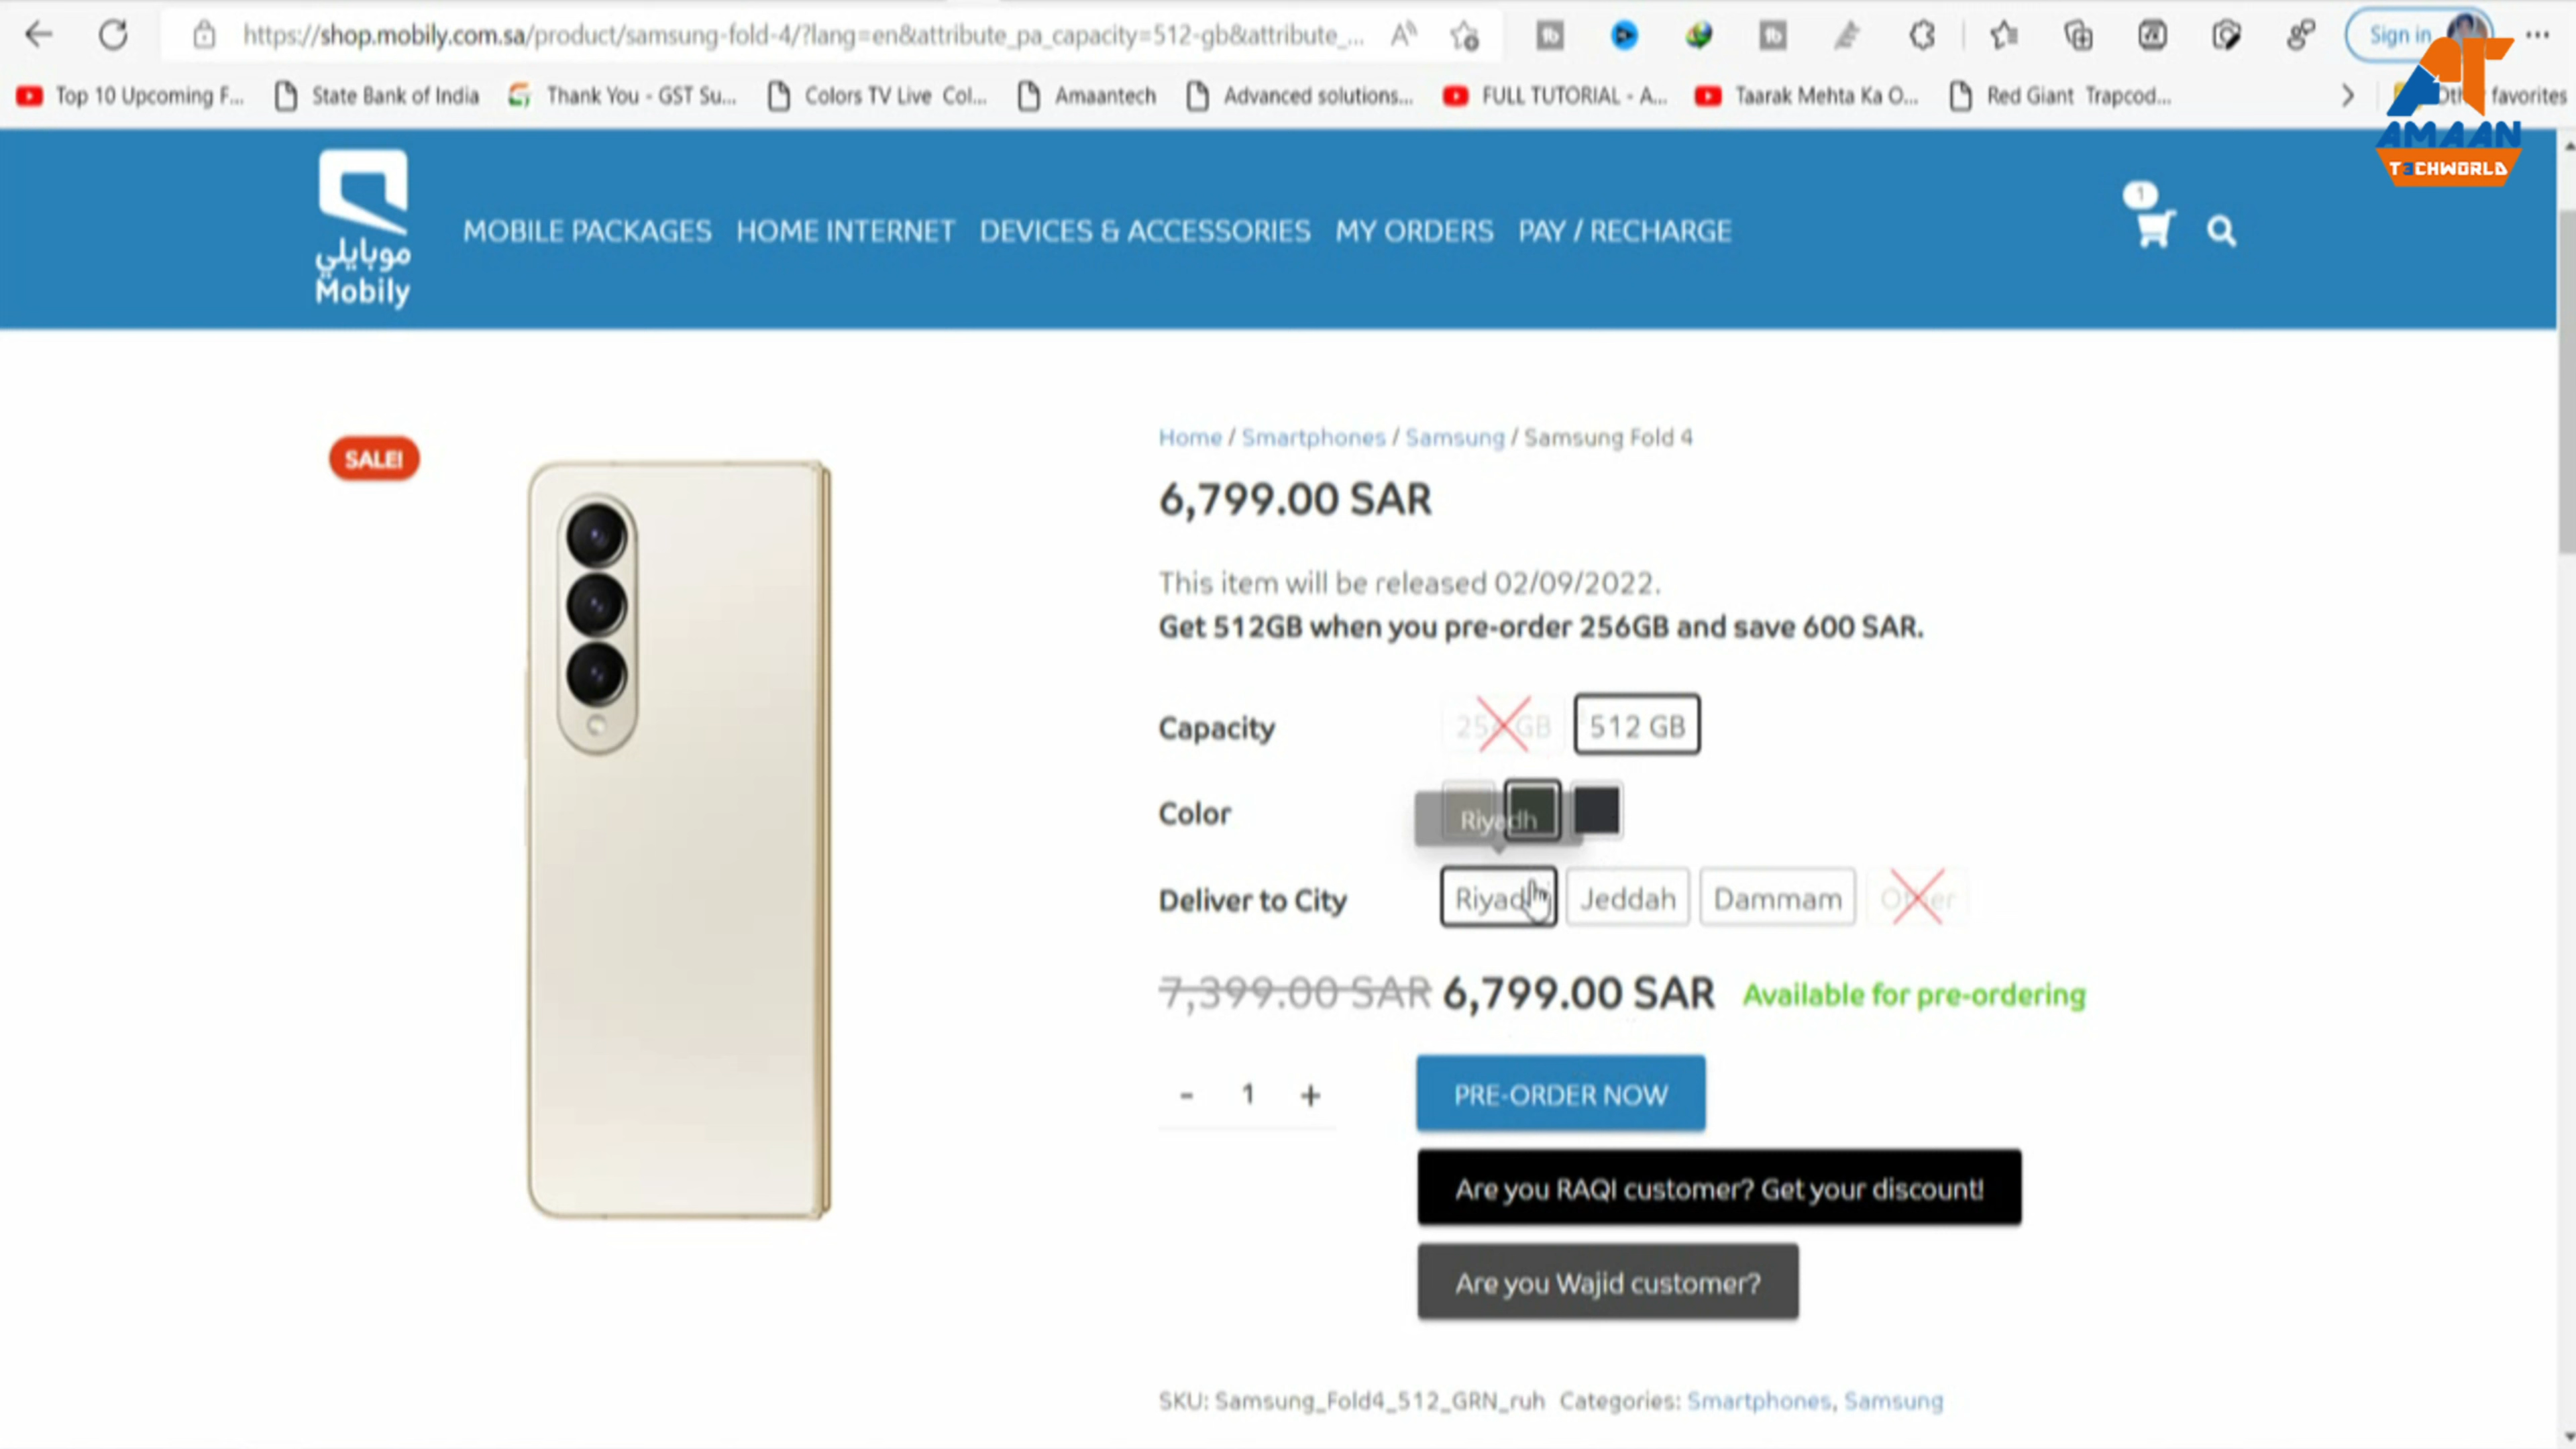 https://shop.mobily.com.sa/product/samsung-fold-4/?lang=en&attribute_pa_capacity=512-gb&attribute_...
Sign in
Top 10 Upcoming F...
State Bank of India
Thank You - GST Su...
Colors TV Live Col...
Amaantech
Advanced solutions...
FULL TUTORIAL - A...
Taarak Mehta Ka O...
Red Giant Trapcod...
favorites
AT
AMAAN
T3CHWORLD
موبايلي
Mobily
MOBILE PACKAGES
HOME INTERNET
DEVICES & ACCESSORIES
MY ORDERS
PAY / RECHARGE
1
SALE!
Home / Smartphones / Samsung / Samsung Fold 4
6,799.00 SAR
This item will be released 02/09/2022.
Get 512GB when you pre-order 256GB and save 600 SAR.
Capacity
256 GB
512 GB
Color
Riyadh
Deliver to City
Riyadh
Jeddah
Dammam
Other
7,399.00 SAR 6,799.00 SAR Available for pre-ordering
- 1 +
PRE-ORDER NOW
Are you RAQI customer? Get your discount!
Are you Wajid customer?
SKU: Samsung_Fold4_512_GRN_ruh Categories: Smartphones, Samsung